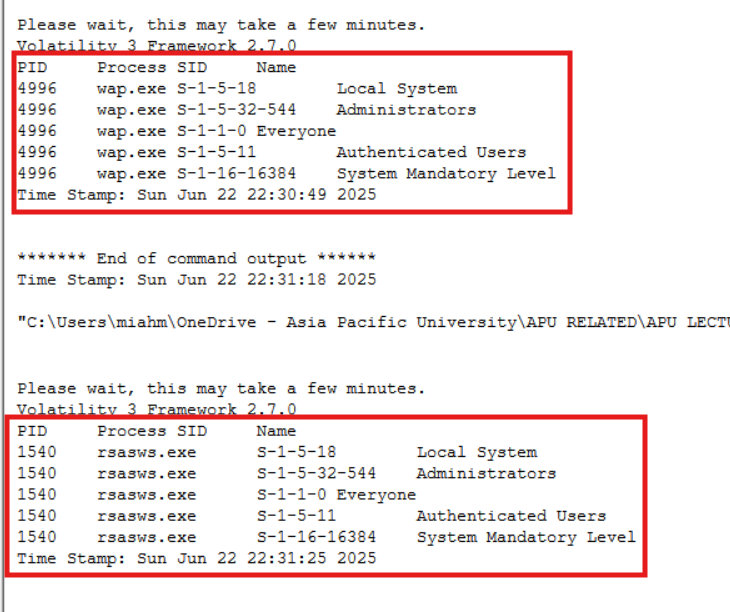 Please wait, this may take a few minutes.
Volatility 3 Framework 2.7.0
PID Process SID Name
4996 wap.exe S-1-5-18 Local System
4996 wap.exe S-1-5-32-544 Administrators
4996 wap.exe S-1-1-0 Everyone
4996 wap.exe S-1-5-11 Authenticated Users
4996 wap.exe S-1-16-16384 System Mandatory Level
Time Stamp: Sun Jun 22 22:30:49 2025
******* End of command output ******
Time Stamp: Sun Jun 22 22:31:18 2025
"C:\Users\miahm\OneDrive - Asia Pacific University\APU RELATED\APU LECTU
Please wait, this may take a few minutes.
Volatility 3 Framework 2.7.0
PID Process SID Name
1540 rsasws.exe S-1-5-18 Local System
1540 rsasws.exe S-1-5-32-544 Administrators
1540 rsasws.exe S-1-1-0 Everyone
1540 rsasws.exe S-1-5-11 Authenticated Users
1540 rsasws.exe S-1-16-16384 System Mandatory Level
Time Stamp: Sun Jun 22 22:31:25 2025